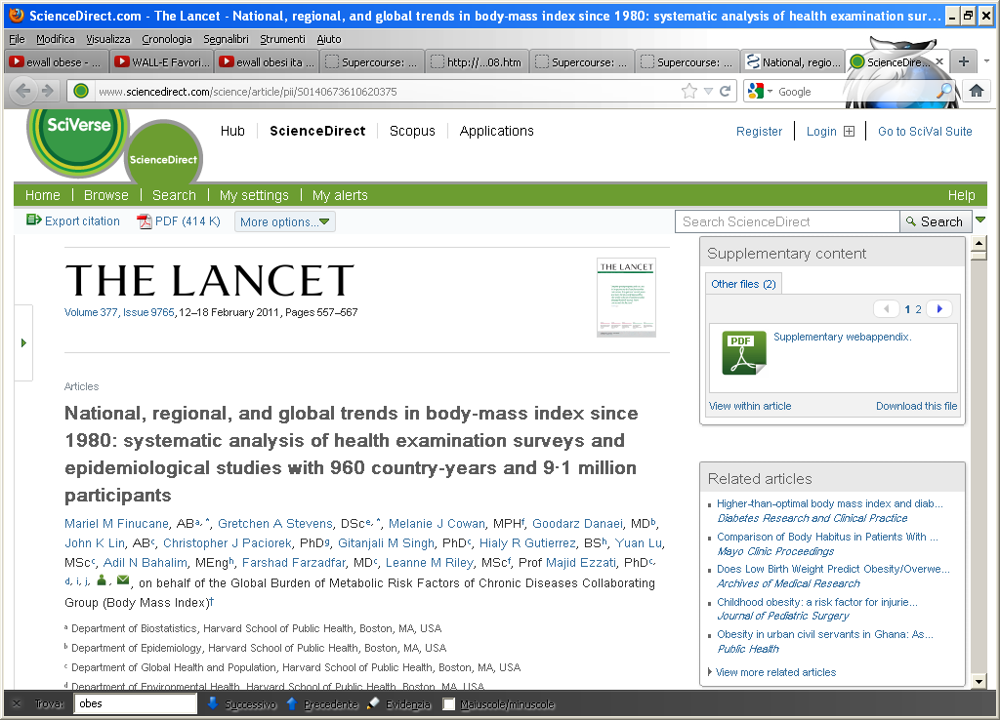 ScienceDirect.com - The Lancet - National, regional, and global trends in body-mass index since 1980: systematic analysis of health examination sur...
File Modifica Visualizza Cronologia Segnalibri Strumenti Aiuto
ewall obese - ... WALL-E Favori... ewall obesi ita ... Supercourse: ... http://...08.htm Supercourse: ... Supercourse: ... National, regio... ScienceDire...
www.sciencedirect.com/science/article/pii/S0140673610620375 Google
SciVerse
ScienceDirect
Hub ScienceDirect Scopus Applications Register Login Go to SciVal Suite
Home Browse Search My settings My alerts Help
Export citation PDF (414 K) More options... Search ScienceDirect Search
THE LANCET
Volume 377, Issue 9765, 12–18 February 2011, Pages 557–567
THE LANCET
Articles
National, regional, and global trends in body-mass index since
1980: systematic analysis of health examination surveys and
epidemiological studies with 960 country-years and 9·1 million
participants
Mariel M Finucane, ABa, *, Gretchen A Stevens, DSce, *, Melanie J Cowan, MPHf, Goodarz Danaei, MDb,
John K Lin, ABc, Christopher J Paciorek, PhDg, Gitanjali M Singh, PhDc, Hialy R Gutierrez, BSh, Yuan Lu,
MScc, Adil N Bahalim, MEngh, Farshad Farzadfar, MDc, Leanne M Riley, MScf, Prof Majid Ezzati, PhDc,
d, i, j, , on behalf of the Global Burden of Metabolic Risk Factors of Chronic Diseases Collaborating
Group (Body Mass Index)†
a Department of Biostatistics, Harvard School of Public Health, Boston, MA, USA
b Department of Epidemiology, Harvard School of Public Health, Boston, MA, USA
c Department of Global Health and Population, Harvard School of Public Health, Boston, MA, USA
d Department of Environmental Health, Harvard School of Public Health, Boston, MA, USA
Supplementary content
Other files (2)
1 2
PDF
Supplementary webappendix.
View within article Download this file
Related articles
Higher-than-optimal body mass index and diab...
Diabetes Research and Clinical Practice
Comparison of Body Habitus in Patients With ...
Mayo Clinic Proceedings
Does Low Birth Weight Predict Obesity/Overwe...
Archives of Medical Research
Childhood obesity: a risk factor for injurie...
Journal of Pediatric Surgery
Obesity in urban civil servants in Ghana: As...
Public Health
View more related articles
Trova: obes Successivo Precedente Evidenzia Maiuscole/minuscole